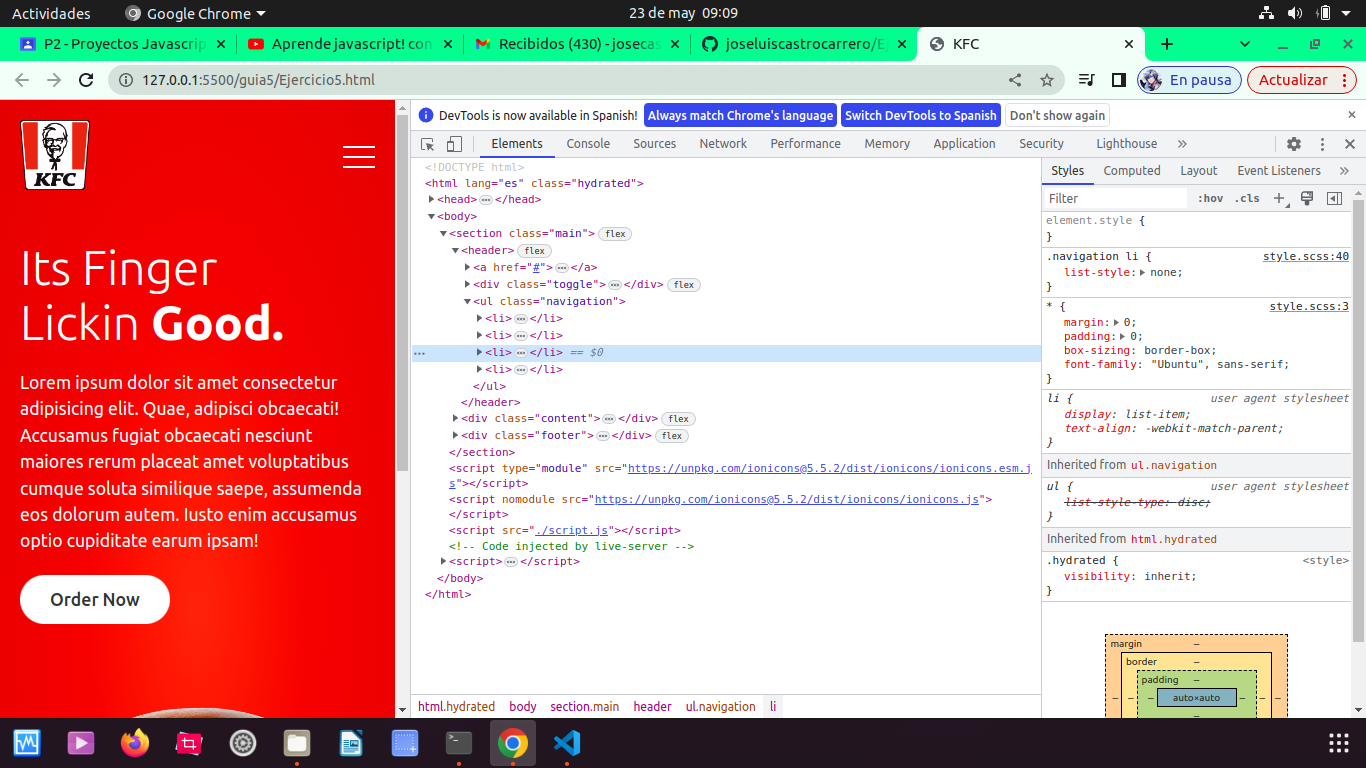 Actividades
Google Chrome
23 de may 09:09
P2 - Proyectos Javascrip
Aprende javascript! con
Recibidos (430) - josecas
joseluiscastrocarrero/Ej
KFC
127.0.0.1:5500/guia5/Ejercicio5.html
En pausa
Actualizar
KFC
Its Finger
Lickin Good.
Lorem ipsum dolor sit amet consectetur
adipisicing elit. Quae, adipisci obcaecati!
Accusamus fugiat obcaecati nesciunt
maiores rerum placeat amet voluptatibus
cumque soluta similique saepe, assumenda
eos dolorum autem. Iusto enim accusamus
optio cupiditate earum ipsam!
Order Now
DevTools is now available in Spanish!
Always match Chrome's language
Switch DevTools to Spanish
Don't show again
Elements
Console
Sources
Network
Performance
Memory
Application
Security
Lighthouse
<!DOCTYPE html>
<html lang="es" class="hydrated">
<head>…</head>
<body>
<section class="main"> flex
<header> flex
<a href="#">…</a>
<div class="toggle">…</div> flex
<ul class="navigation">
<li>…</li>
<li>…</li>
<li>…</li> == $0
<li>…</li>
</ul>
</header>
<div class="content">…</div> flex
<div class="footer">…</div> flex
</section>
<script type="module" src="https://unpkg.com/ionicons@5.5.2/dist/ionicons/ionicons.esm.j
s"></script>
<script nomodule src="https://unpkg.com/ionicons@5.5.2/dist/ionicons/ionicons.js">
</script>
<script src="./script.js"></script>
<!-- Code injected by live-server -->
<script>…</script>
</body>
</html>
html.hydrated body section.main header ul.navigation li
Styles
Computed
Layout
Event Listeners
Filter
:hov .cls
element.style {
}
.navigation li { style.scss:40
list-style: none;
}
* { style.scss:3
margin: 0;
padding: 0;
box-sizing: border-box;
font-family: "Ubuntu", sans-serif;
}
li { user agent stylesheet
display: list-item;
text-align: -webkit-match-parent;
}
Inherited from ul.navigation
ul { user agent stylesheet
list-style-type: disc;
}
Inherited from html.hydrated
.hydrated { <style>
visibility: inherit;
}
margin –
border –
padding –
– – – auto×auto – – –
–